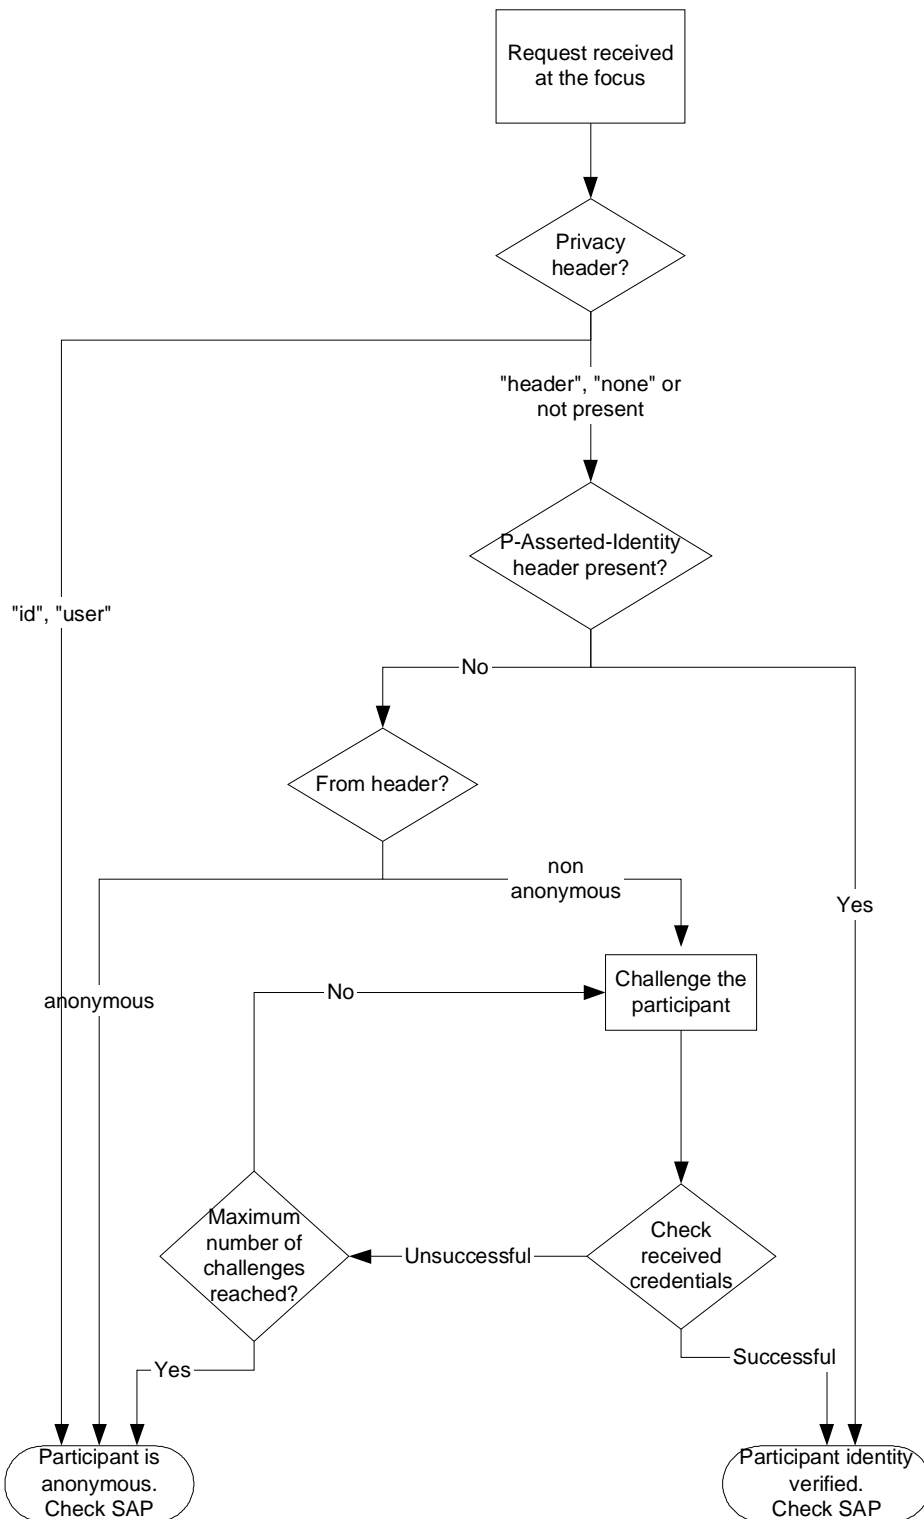 Request received
at the focus
Privacy
header?
"header", "none" or
not present
P-Asserted-Identity
header present?
"id", "user"
No
From header?
non
anonymous
Yes
anonymous
No
Challenge the
participant
Maximum
number of
challenges
reached?
Unsuccessful
Check
received
credentials
Yes
Successful
Participant is
anonymous.
Check SAP
Participant identity
verified.
Check SAP